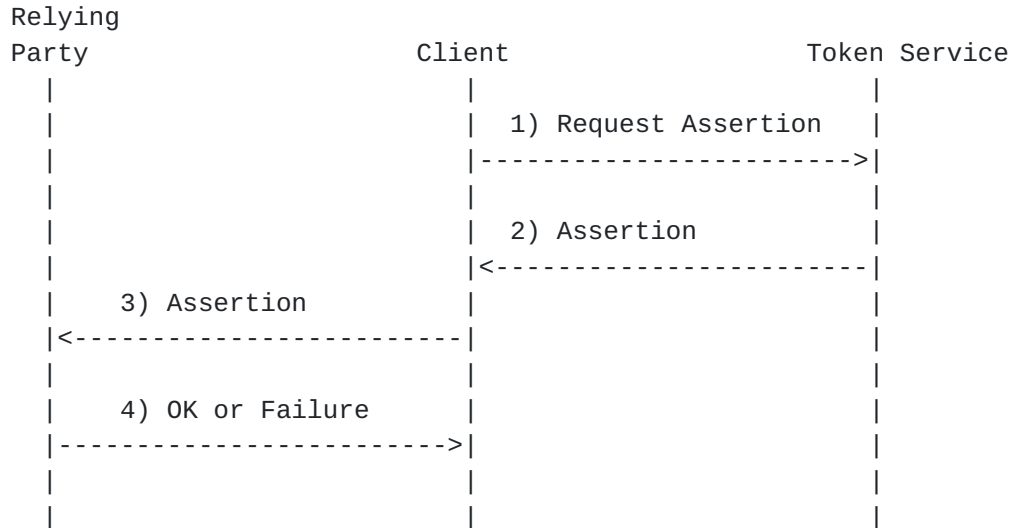 Relying
Party                     Client                   Token Service
  |                          |                         |
  |                          |  1) Request Assertion   |
  |                          |------------------------>|
  |                          |                         |
  |                          |  2) Assertion           |
  |                          |<------------------------|
  |    3) Assertion          |                         |
  |<-------------------------|                         |
  |                          |                         |
  |    4) OK or Failure      |                         |
  |------------------------->|                         |
  |                          |                         |
  |                          |                         |